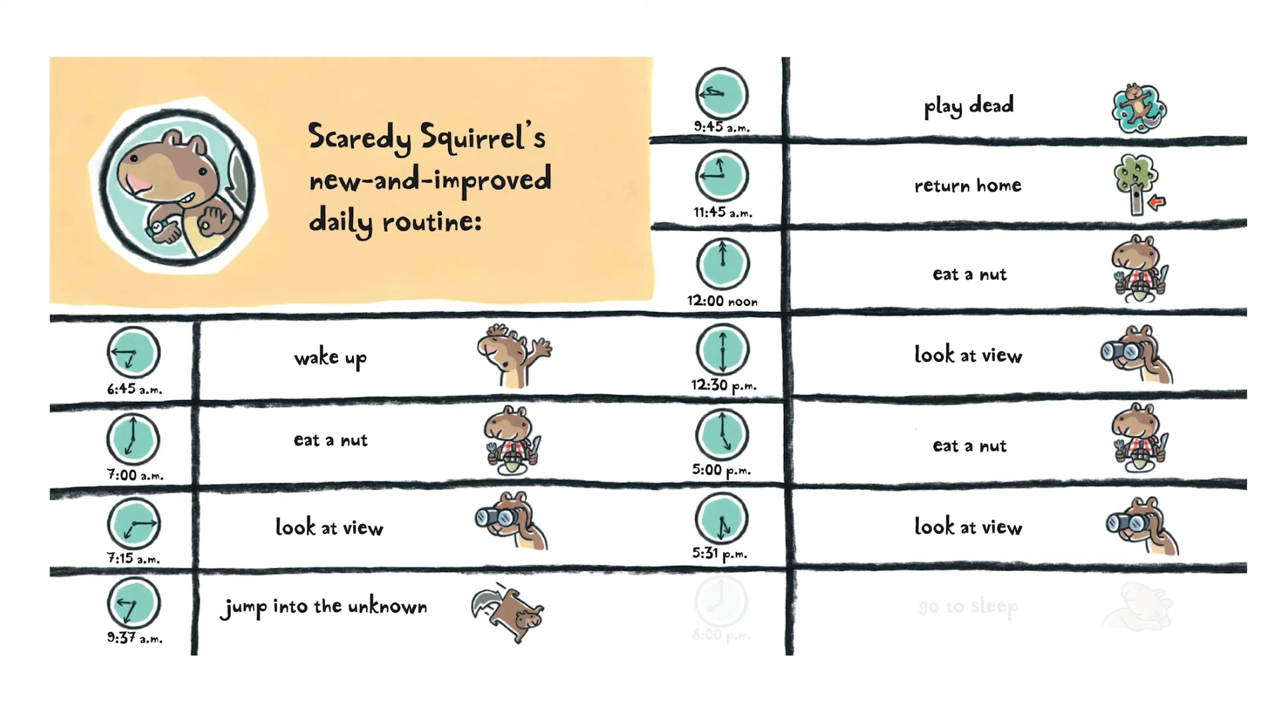 Scaredy Squirrel's
new-and-improved
daily routine:
6:45 a.m.
wake up
7:00 a.m.
eat a nut
7:15 a.m.
look at view
9:37 a.m.
jump into the unknown
9:45 a.m.
play dead
11:45 a.m.
return home
12:00 noon
eat a nut
12:30 p.m.
look at view
5:00 p.m.
eat a nut
5:31 p.m.
look at view
8:00 p.m.
go to sleep